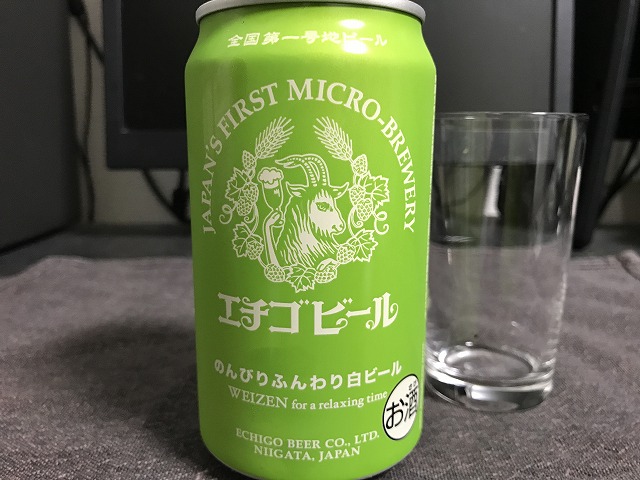 全国第一号地ビール
JAPAN'S FIRST MICRO-BREWERY
エチゴビール
のんびりふんわり白ビール
WEIZEN for a relaxing time
お酒
ECHIGO BEER CO., LTD.
NIIGATA, JAPAN